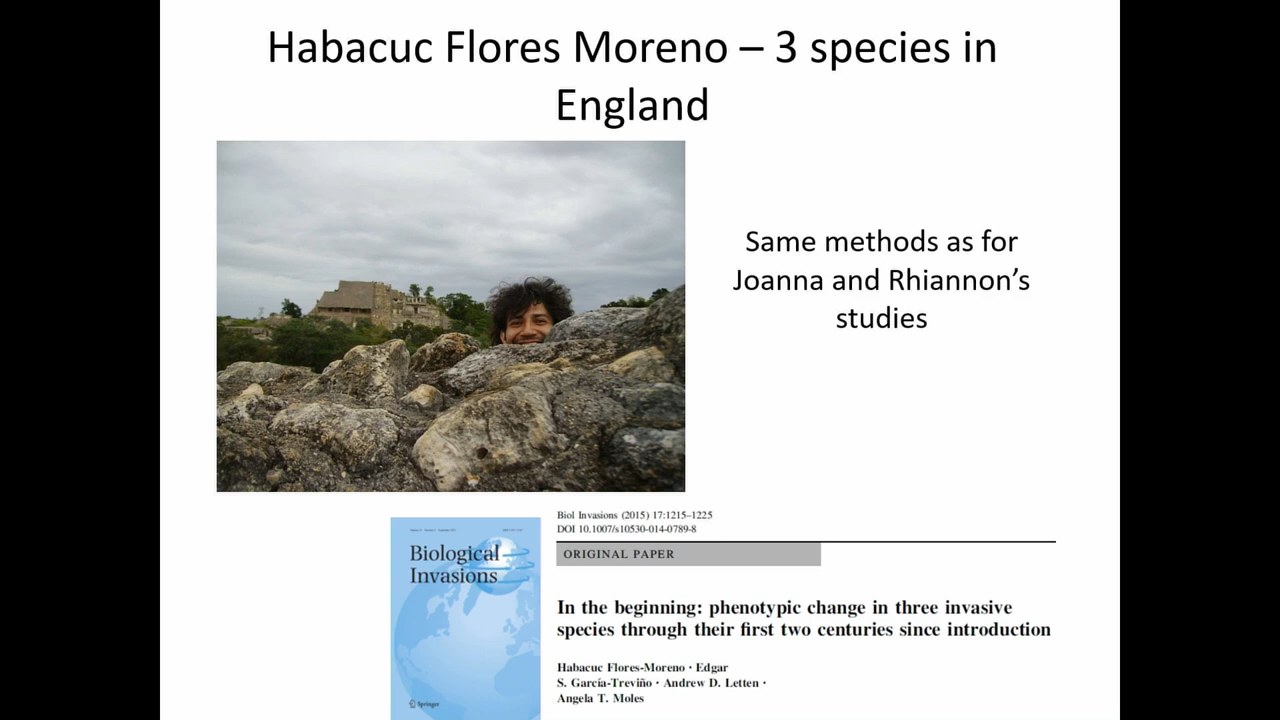 Habacuc Flores Moreno – 3 species in
England
Same methods as for
Joanna and Rhiannon's
studies
Biol Invasions (2015) 17:1215–1225
DOI 10.1007/s10530-014-0789-8
ORIGINAL PAPER
Biological
Invasions
In the beginning: phenotypic change in three invasive
species through their first two centuries since introduction
Habacuc Flores-Moreno · Edgar
S. García-Treviño · Andrew D. Letten ·
Angela T. Moles
Springer